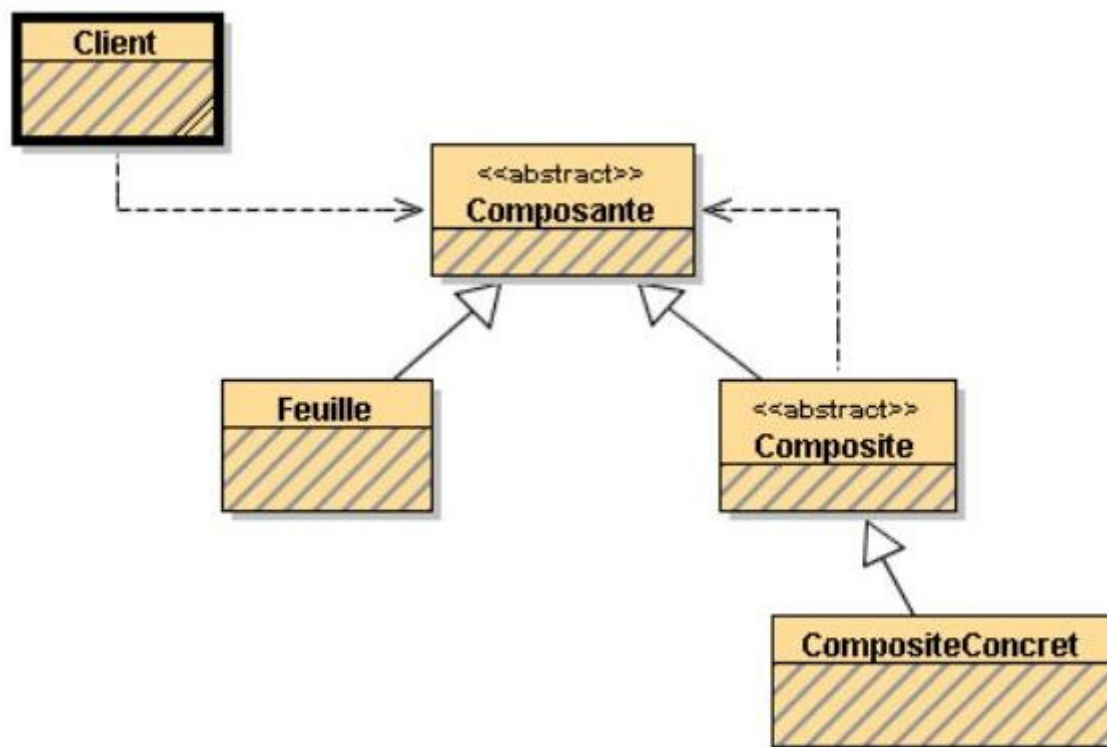 Client
<<abstract>>
Composante
Feuille
<<abstract>>
Composite
CompositeConcret